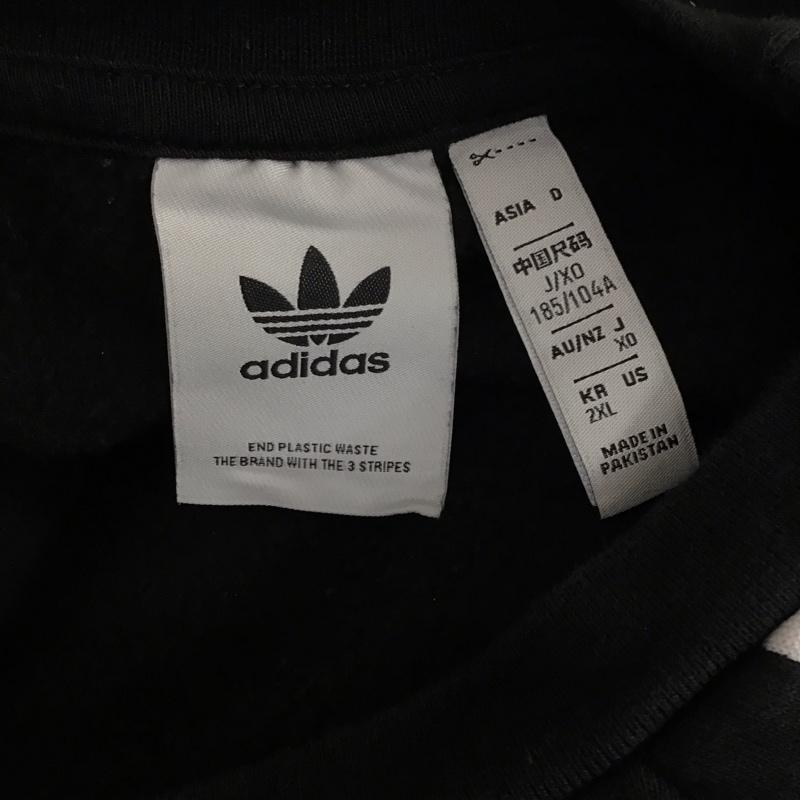 adidas
END PLASTIC WASTE
THE BRAND WITH THE 3 STRIPES
ASIA D
中国尺码
J/XO
185/104A
AU/NZ J
XO
KR US
2XL
MADE IN
PAKISTAN